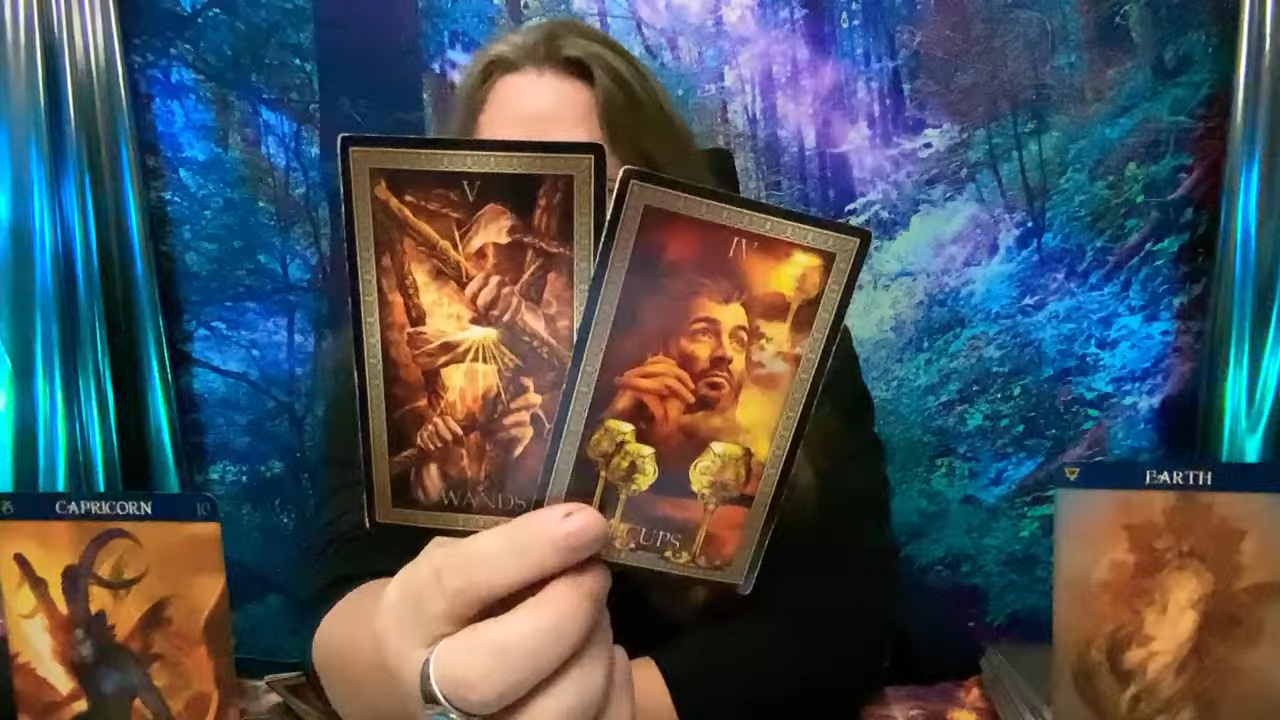 V
WANDS
IV
CUPS
CAPRICORN 10
EARTH